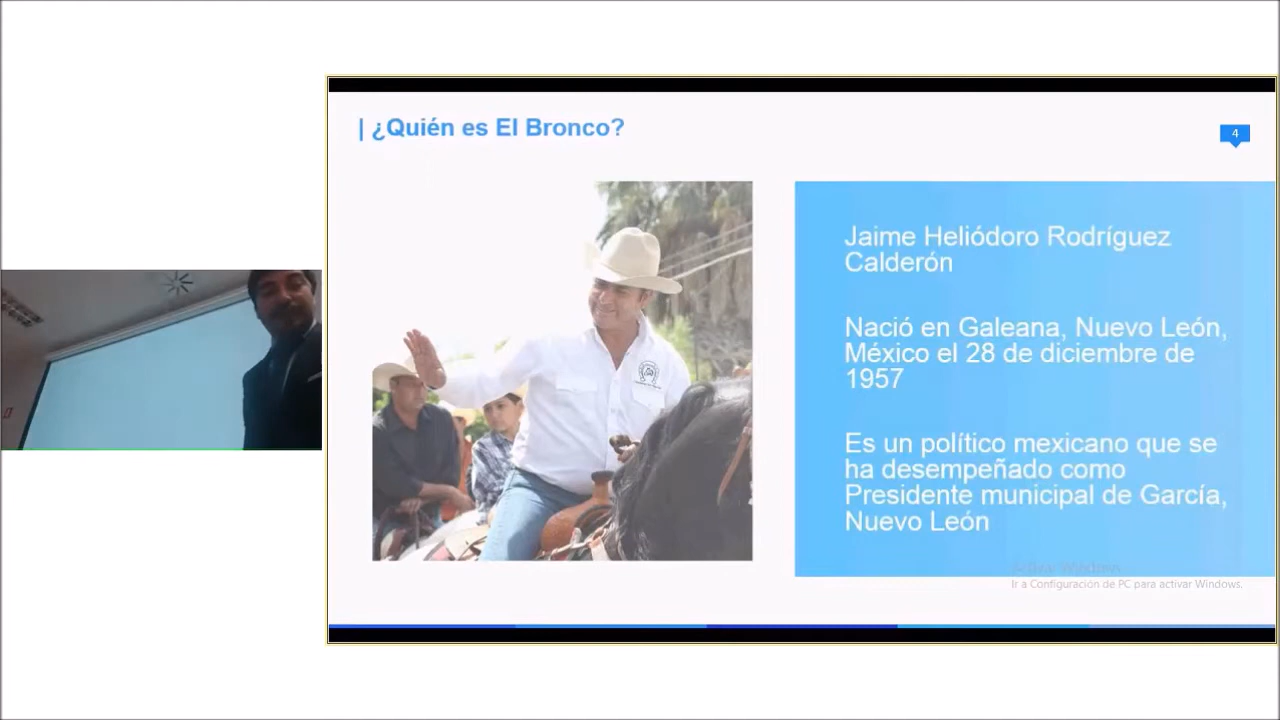 | ¿Quién es El Bronco?
4
Jaime Heliódoro Rodríguez
Calderón
Nació en Galeana, Nuevo León,
México el 28 de diciembre de
1957
Es un político mexicano que se
ha desempeñado como
Presidente municipal de García,
Nuevo León
Activar Windows
Ir a Configuración de PC para activar Windows.